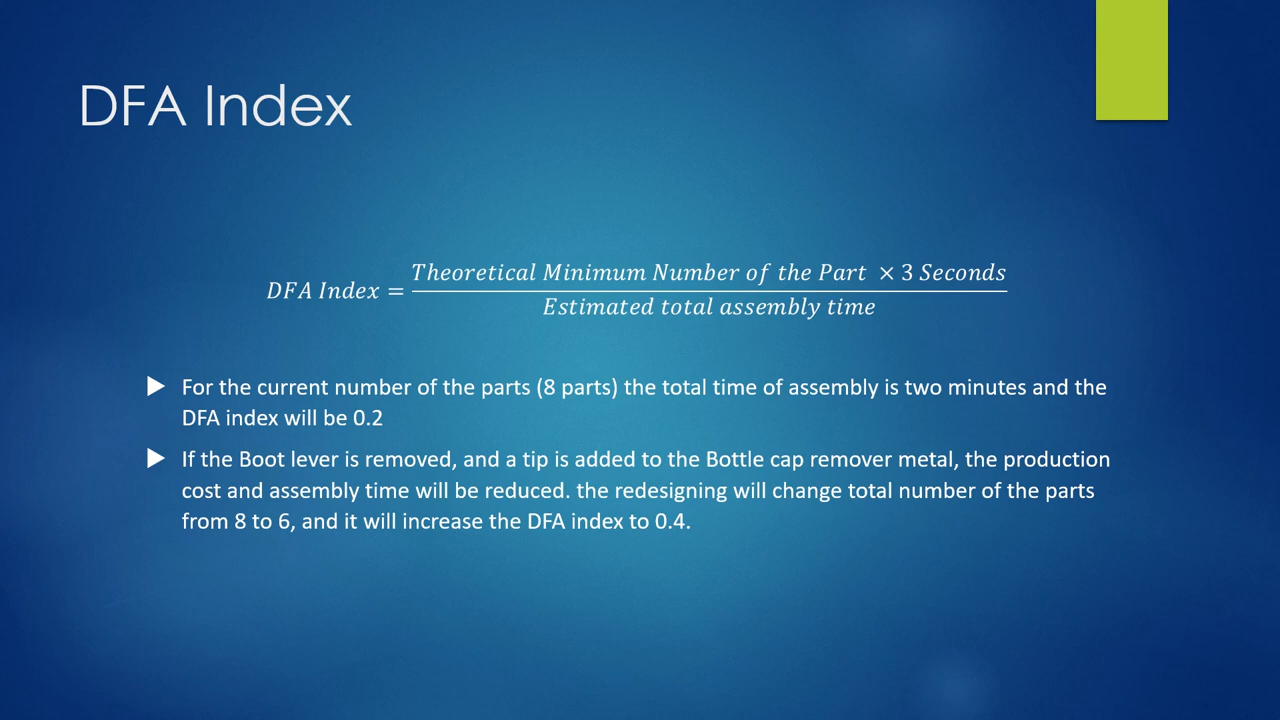 DFA Index
DFA Index = Theoretical Minimum Number of the Part × 3 Seconds
Estimated total assembly time
For the current number of the parts (8 parts) the total time of assembly is two minutes and the
DFA index will be 0.2
If the Boot lever is removed, and a tip is added to the Bottle cap remover metal, the production
cost and assembly time will be reduced. the redesigning will change total number of the parts
from 8 to 6, and it will increase the DFA index to 0.4.